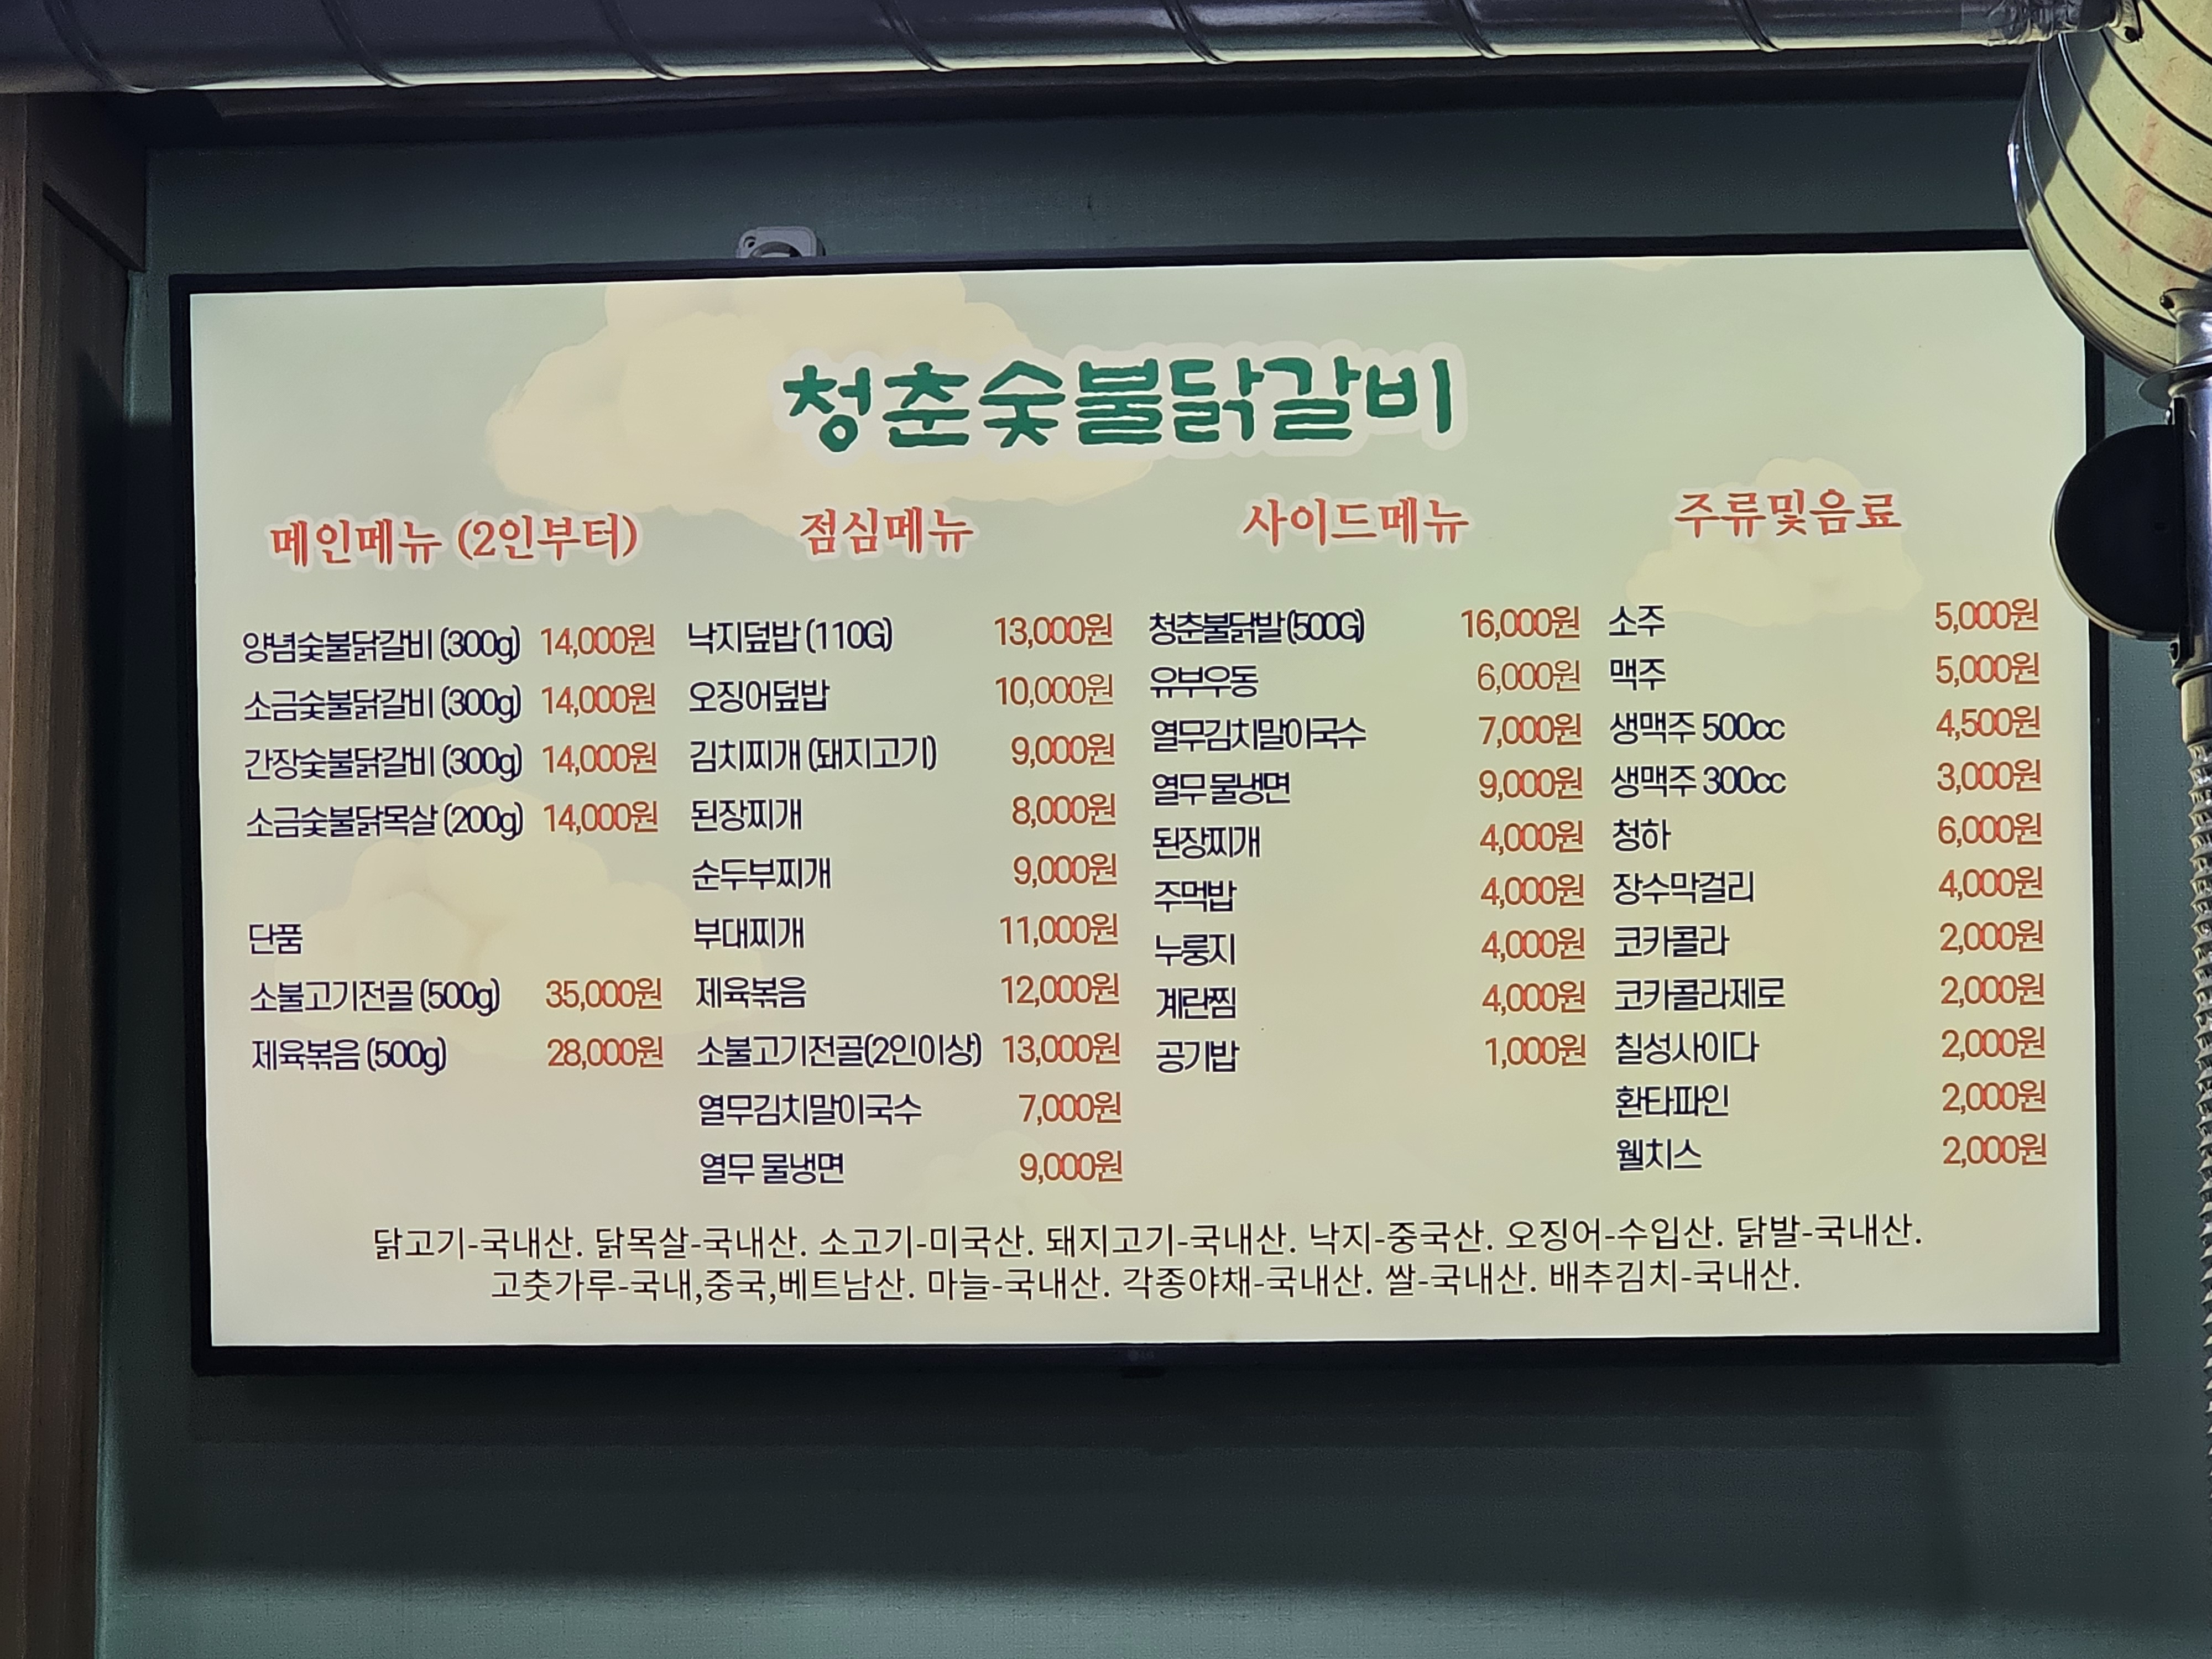 청춘숯불닭갈비
메인메뉴 (2인부터)
양념숯불닭갈비 (300g) 14,000원
소금숯불닭갈비 (300g) 14,000원
간장숯불닭갈비 (300g) 14,000원
소금숯불닭목살 (200g) 14,000원
단품
소불고기전골 (500g) 35,000원
제육볶음 (500g) 28,000원
점심메뉴
낙지덮밥 (110G) 13,000원
오징어덮밥 10,000원
김치찌개 (돼지고기) 9,000원
된장찌개 8,000원
순두부찌개 9,000원
부대찌개 11,000원
제육볶음 12,000원
소불고기전골(2인이상) 13,000원
열무김치말이국수 7,000원
열무 물냉면 9,000원
사이드메뉴
청춘불닭발 (500G) 16,000원
유부우동 6,000원
열무김치말이국수 7,000원
열무 물냉면 9,000원
된장찌개 4,000원
주먹밥 4,000원
누룽지 4,000원
계란찜 4,000원
공기밥 1,000원
주류및음료
소주 5,000원
맥주 5,000원
생맥주 500cc 4,500원
생맥주 300cc 3,000원
청하 6,000원
장수막걸리 4,000원
코카콜라 2,000원
코카콜라제로 2,000원
칠성사이다 2,000원
환타파인 2,000원
웰치스 2,000원
닭고기-국내산. 닭목살-국내산. 소고기-미국산. 돼지고기-국내산. 낙지-중국산. 오징어-수입산. 닭발-국내산.
고춧가루-국내,중국,베트남산. 마늘-국내산. 각종야채-국내산. 쌀-국내산. 배추김치-국내산.